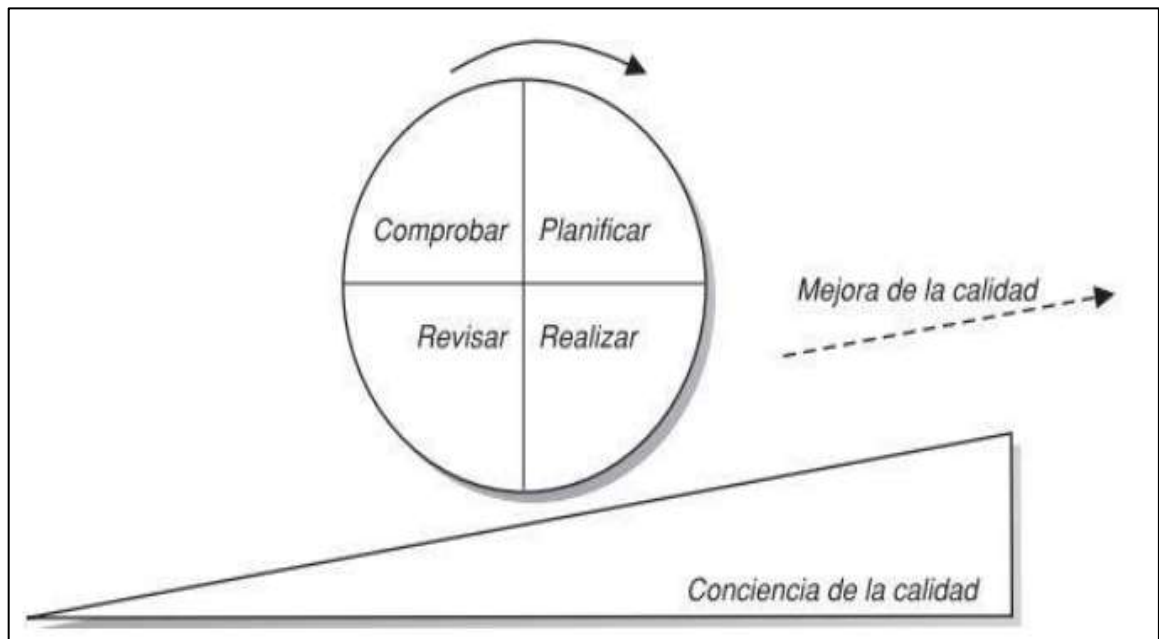 Comprobar
Planificar
Revisar
Realizar
Mejora de la calidad
Conciencia de la calidad